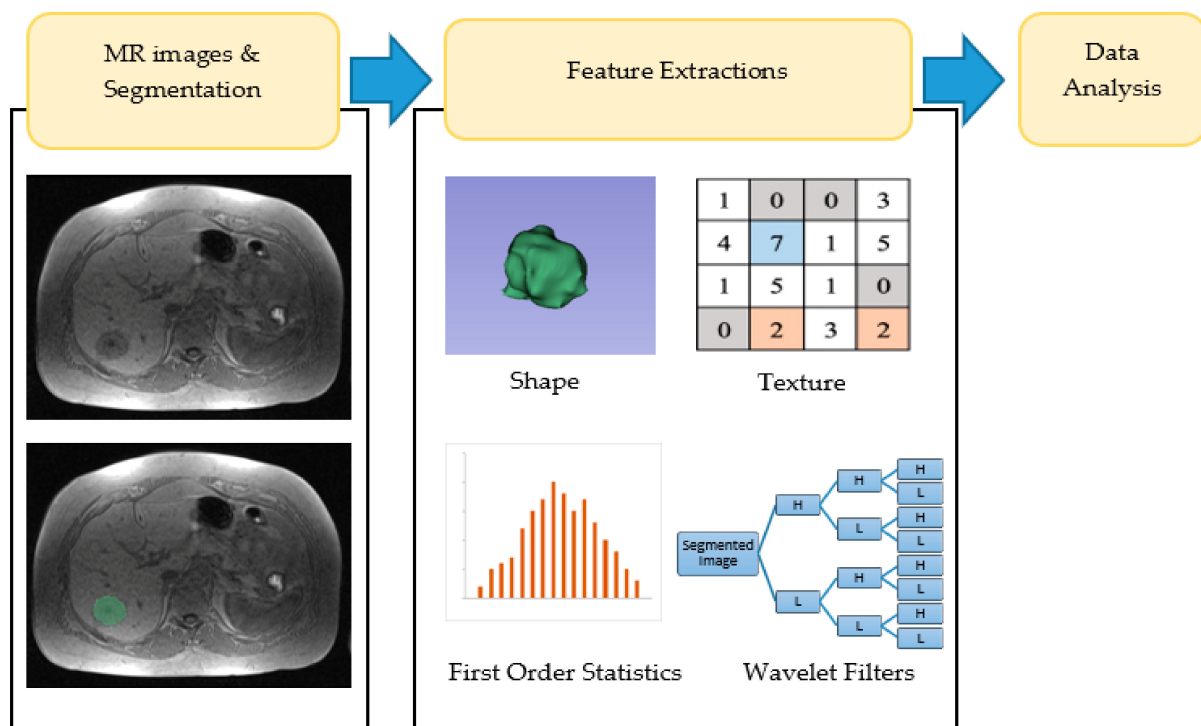 MR images &
Segmentation
Feature Extractions
Data
Analysis
1 0 0 3
4 7 1 5
1 5 1 0
0 2 3 2
Shape
Texture
Segmented
Image
H
L
H
L
H
L
H
L
H
L
H
L
H
L
First Order Statistics
Wavelet Filters